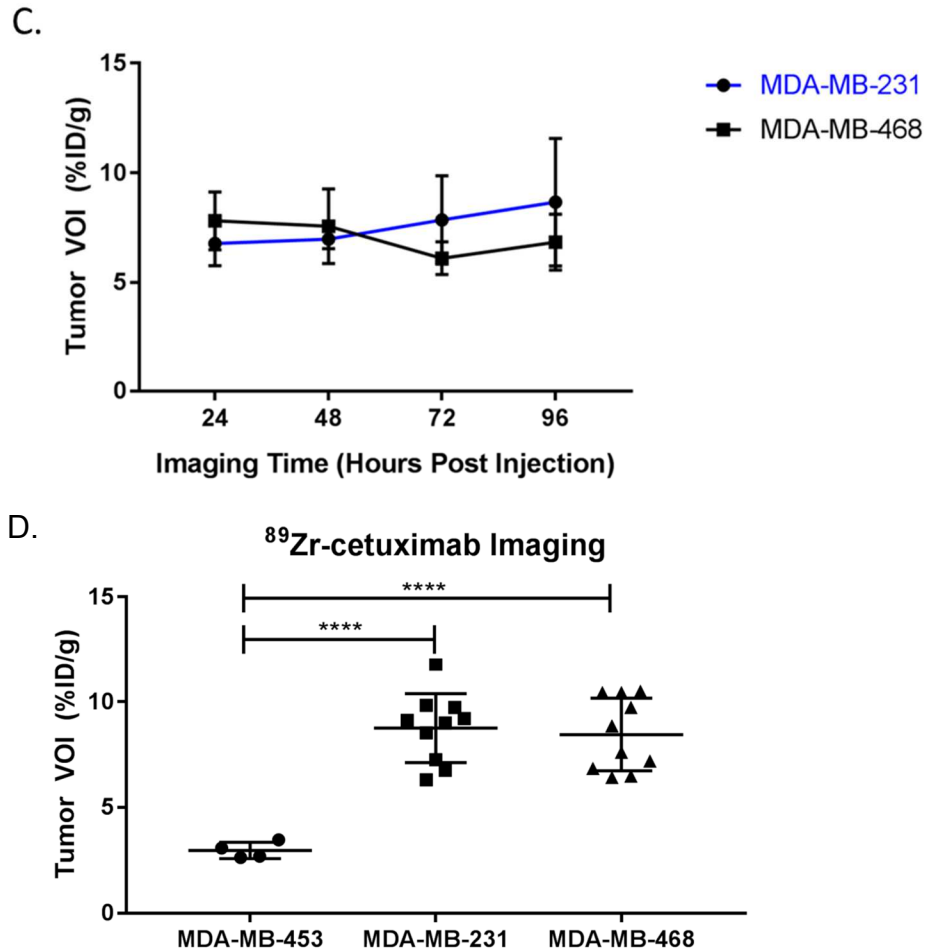 C.
15
10
5
0
Tumor VOI (%ID/g)
24 48 72 96
Imaging Time (Hours Post Injection)
MDA-MB-231
MDA-MB-468
D.
⁸⁹Zr-cetuximab Imaging
15
10
5
0
Tumor VOI (%ID/g)
****
****
MDA-MB-453 MDA-MB-231 MDA-MB-468